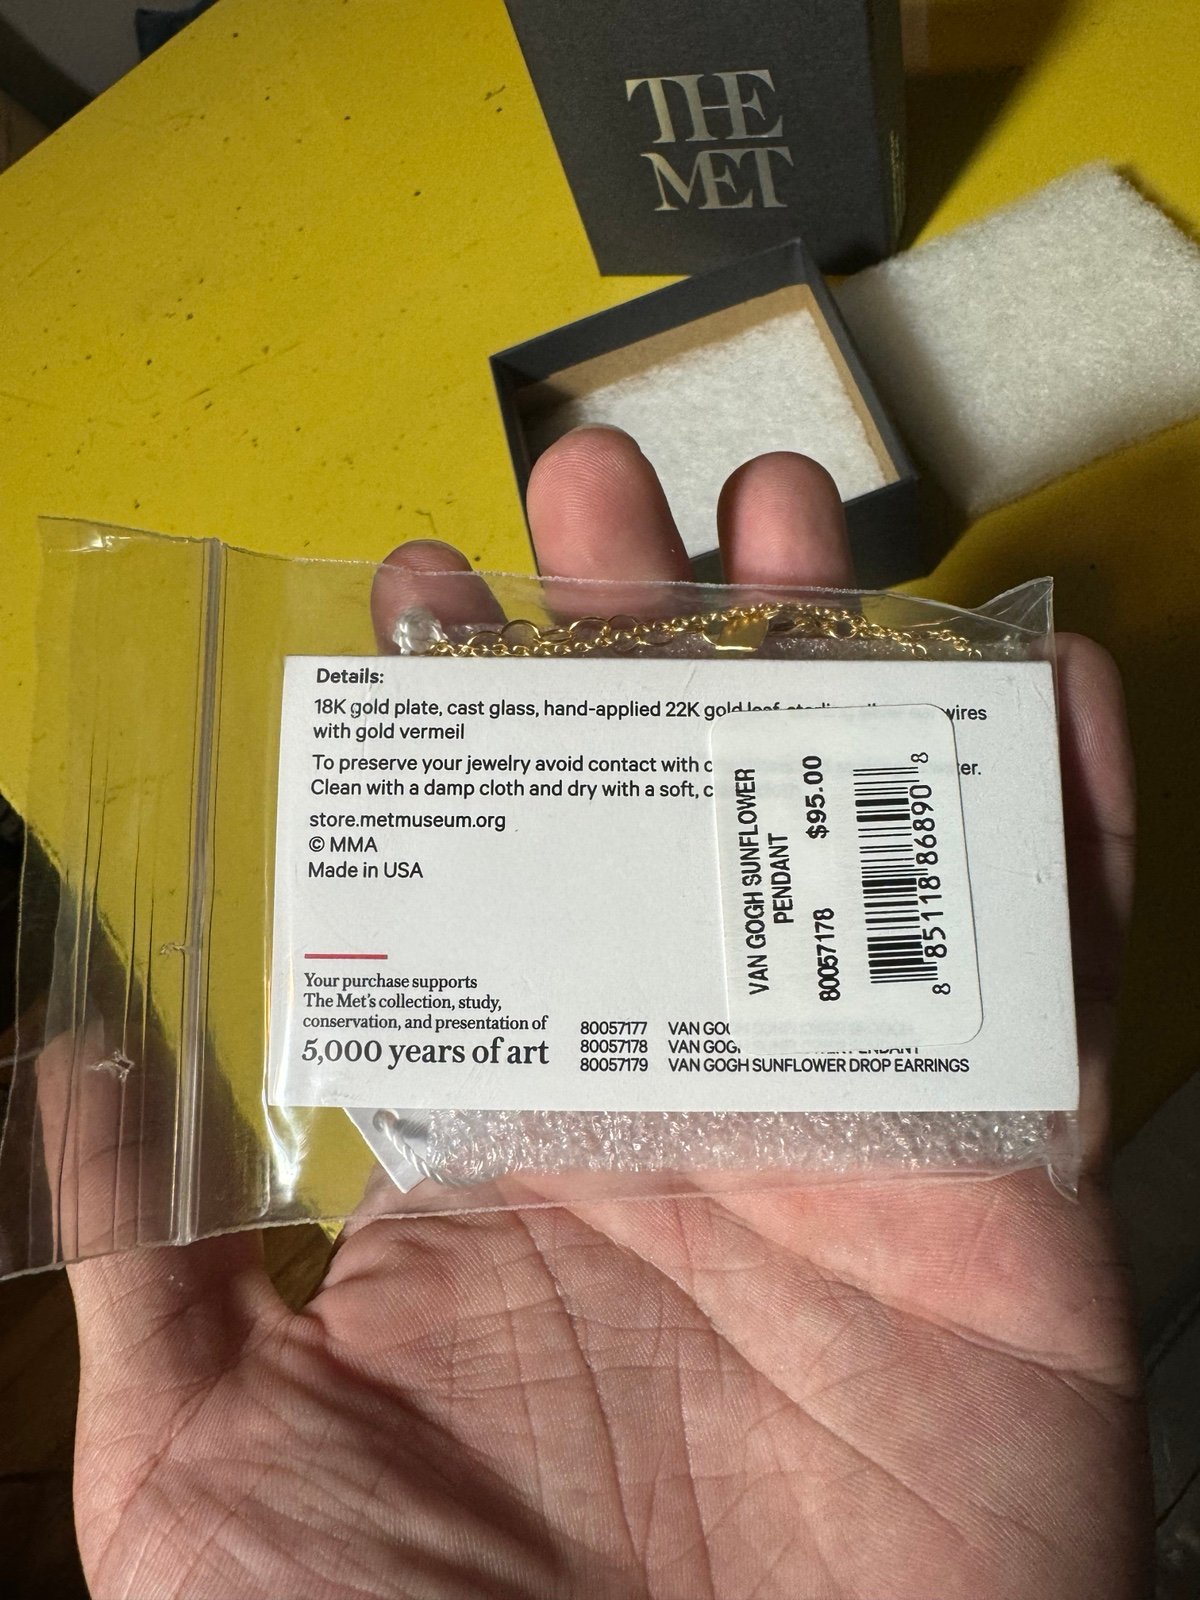 THE
MET
Details:
18K gold plate, cast glass, hand-applied 22K gold leaf wires
with gold vermeil
To preserve your jewelry avoid contact with
Clean with a damp cloth and dry with a soft,
store.metmuseum.org
© MMA
Made in USA
Your purchase supports
The Met's collection, study,
conservation, and presentation of
5,000 years of art
80057177 VAN
80057178 VAN PENDANT
80057179 VAN GOGH SUNFLOWER DROP EARRINGS
VAN GOGH SUNFLOWER
PENDANT
80057178 $95.00
8 85118 86890 8